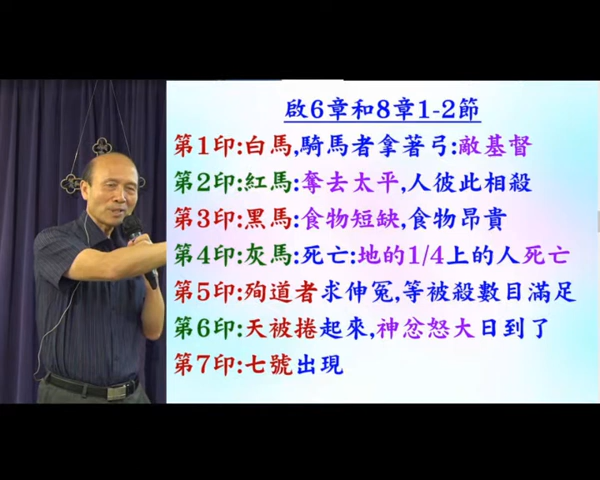 啟6章和8章1-2節
第1印:白馬,騎馬者拿著弓:敵基督
第2印:紅馬:奪去太平,人彼此相殺
第3印:黑馬:食物短缺,食物昂貴
第4印:灰馬:死亡:地的1/4上的人死亡
第5印:殉道者求伸冤,等被殺數目滿足
第6印:天被捲起來,神忿怒大日到了
第7印:七號出現